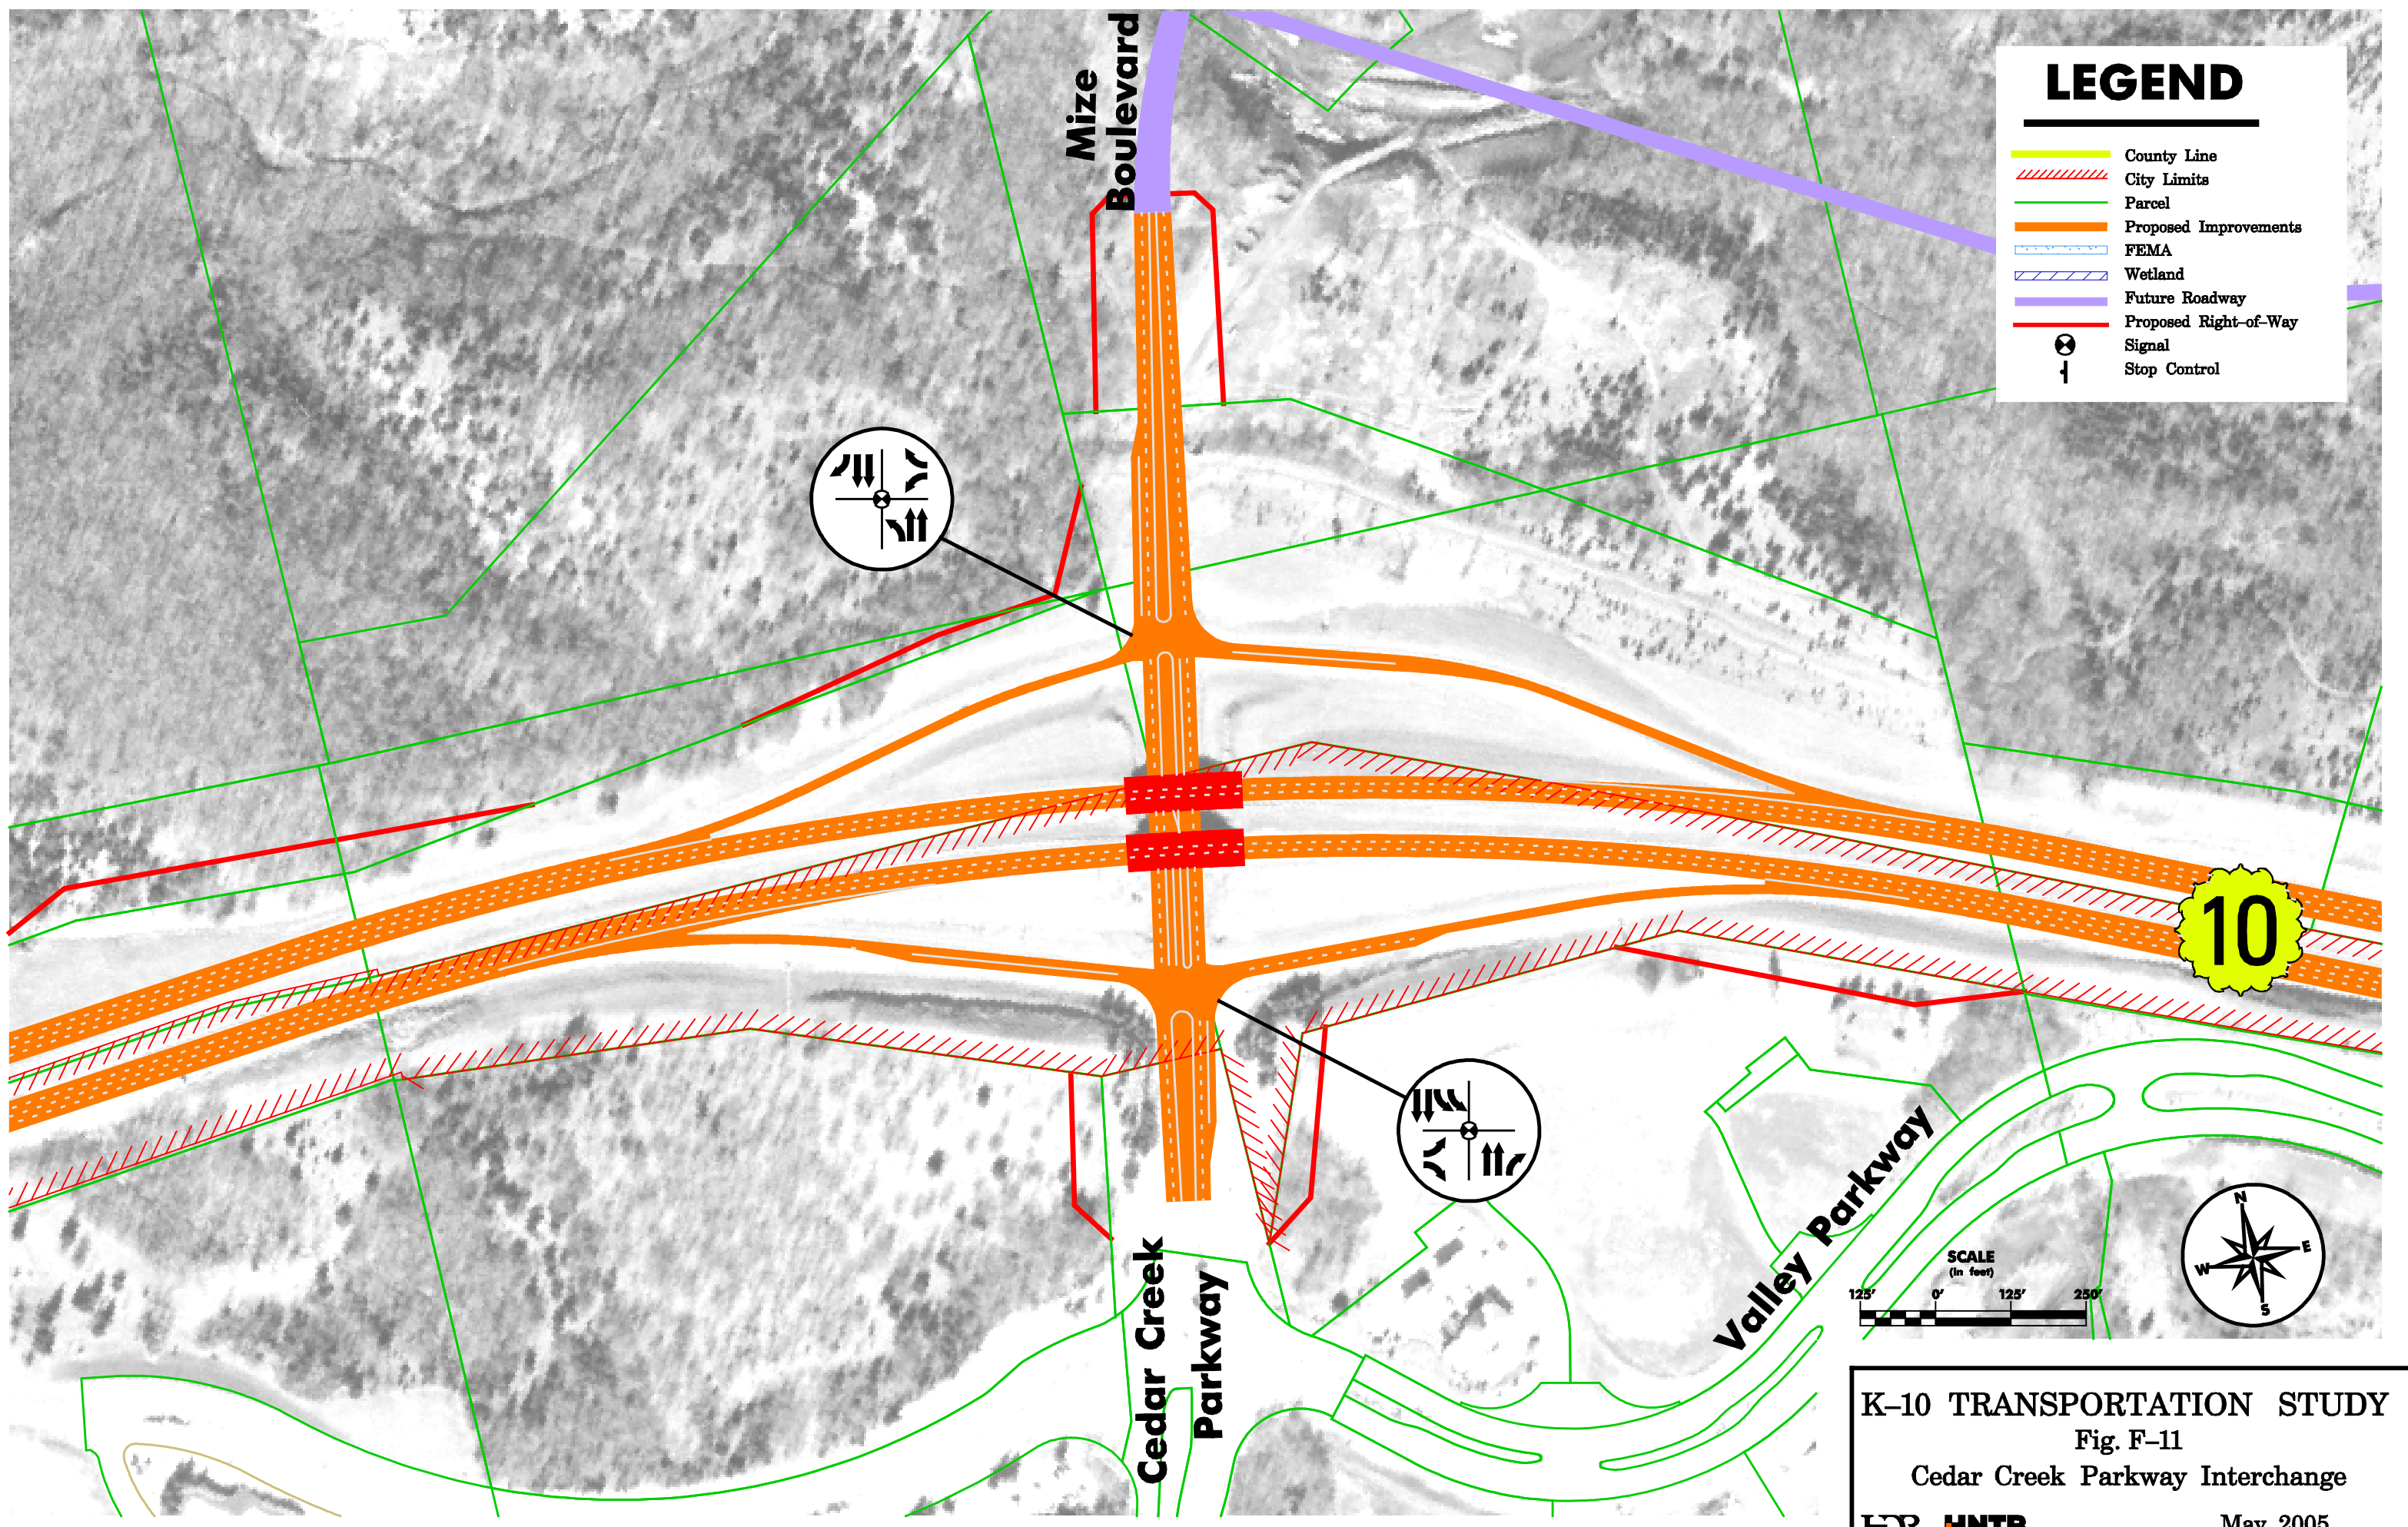 Mize
Boulevard
LEGEND
County Line
City Limits
Parcel
Proposed Improvements
FEMA
Wetland
Future Roadway
Proposed Right-of-Way
Signal
Stop Control
10
Valley Parkway
Cedar Creek
Parkway
SCALE
(in feet)
125' 0' 125' 250'
N
E
W
S
K-10 TRANSPORTATION STUDY
Fig. F-11
Cedar Creek Parkway Interchange
HDR HNTB May 2005